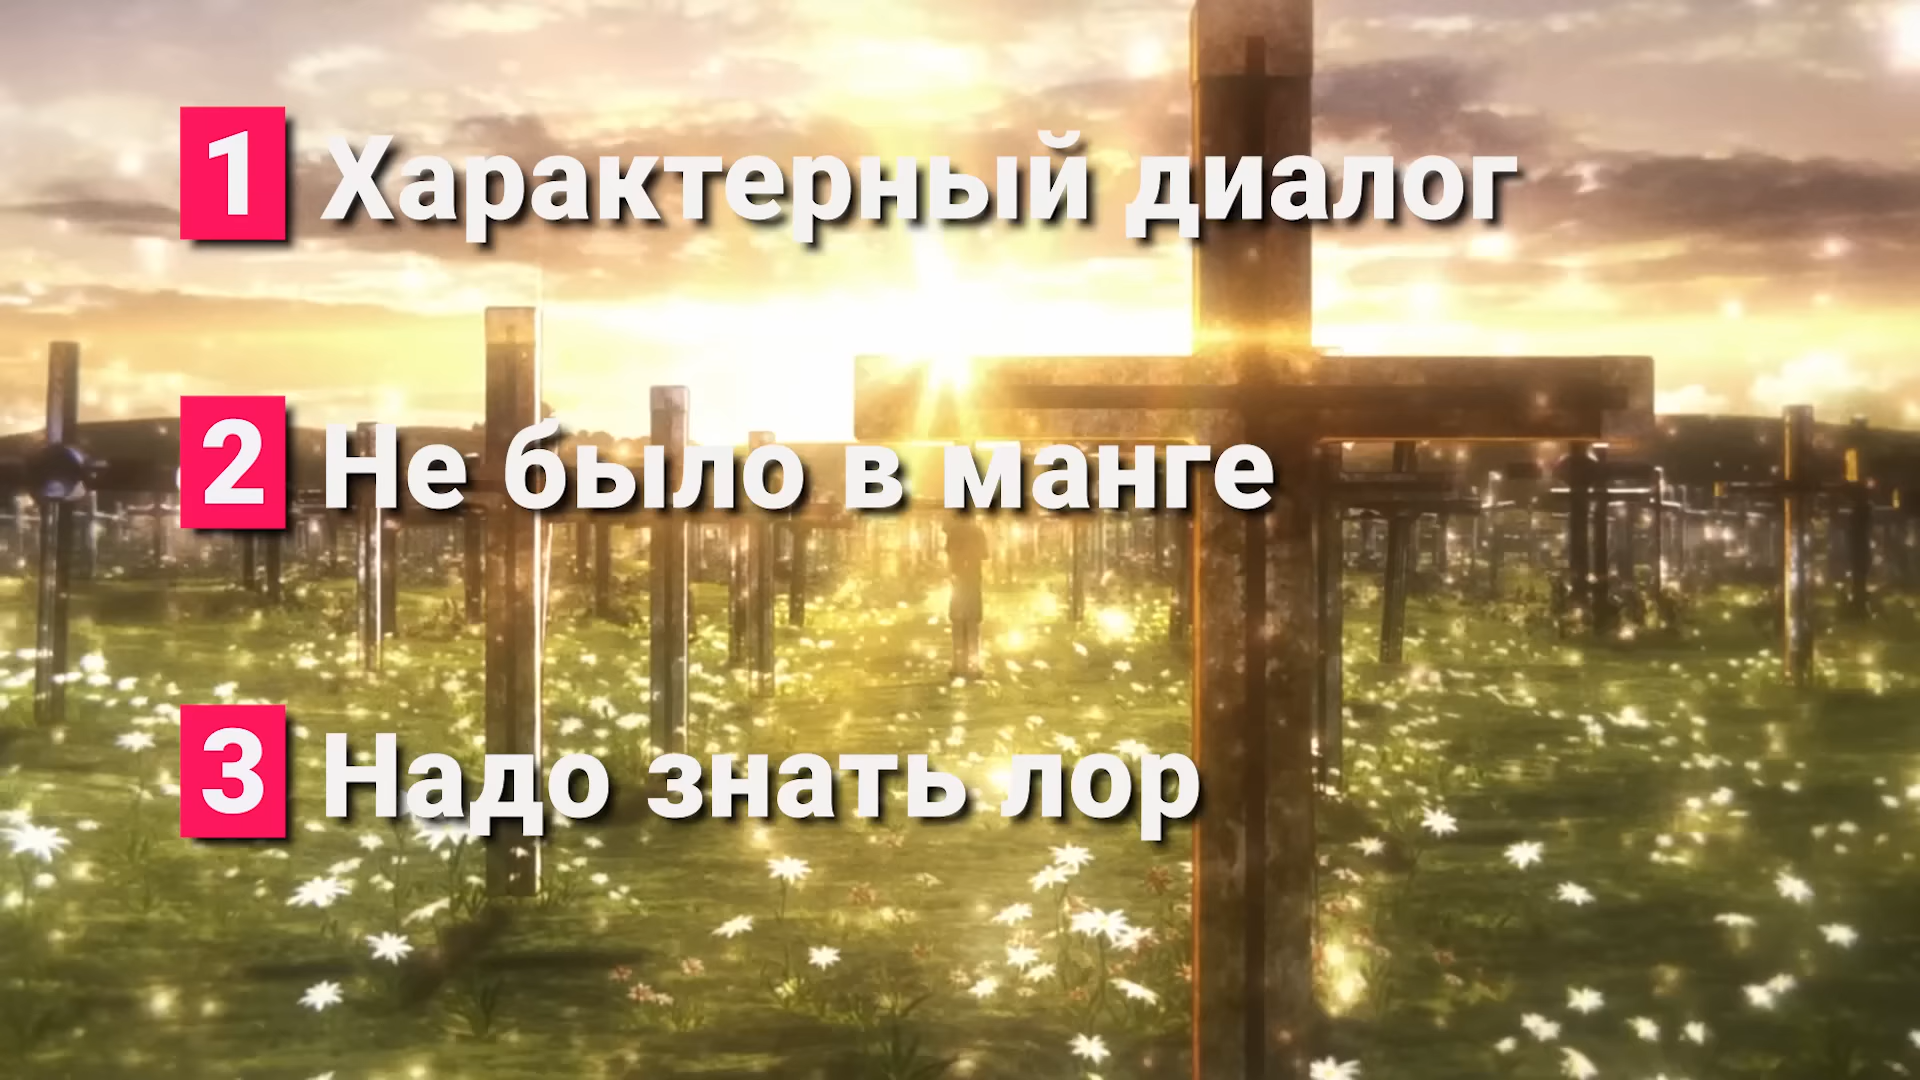 1 Характерный диалог
2 Не было в манге
3 Надо знать лор